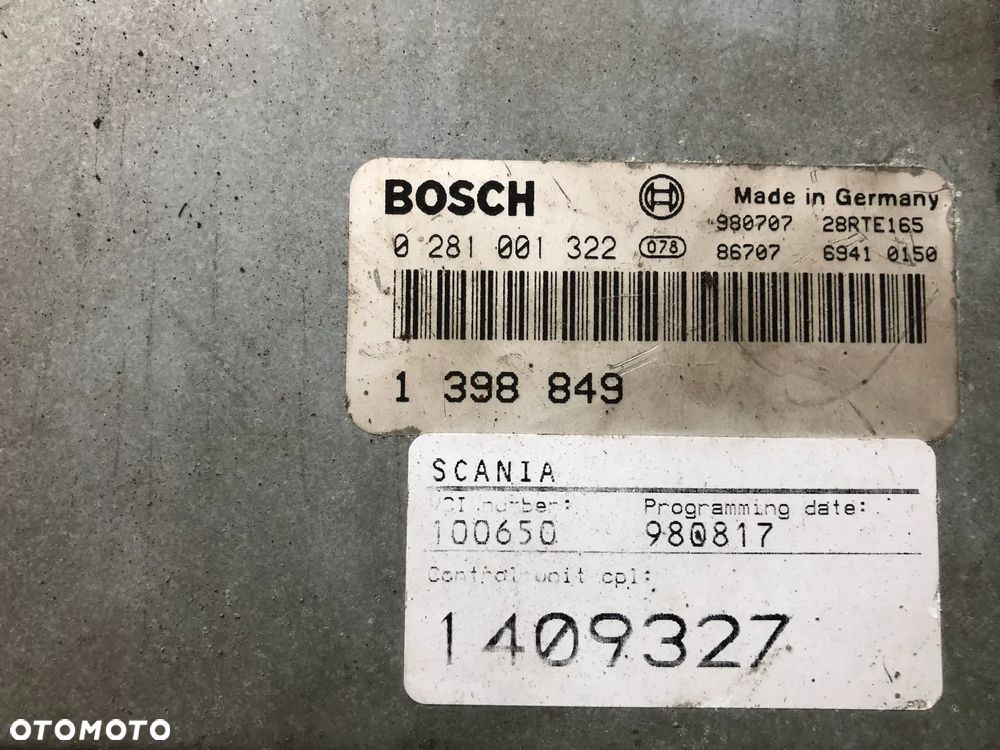 BOSCH
Made in Germany
980707 28RTE165
0 281 001 322 078 86707 6941 0150
1 398 849
SCANIA
number: Programming date:
100650 980817
Control unit cpl:
1409327
OTOMOTO